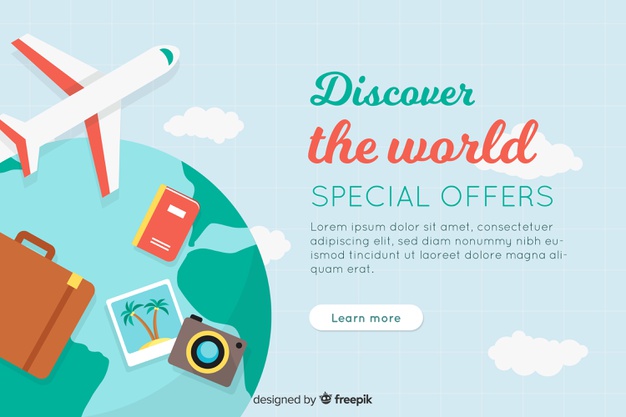 Discover
the world
SPECIAL OFFERS
Lorem ipsum dolor sit amet, consectetuer
adipiscing elit, sed diam nonummy nibh eu-
ismod tincidunt ut laoreet dolore magna ali-
quam erat.
Learn more
designed by freepik